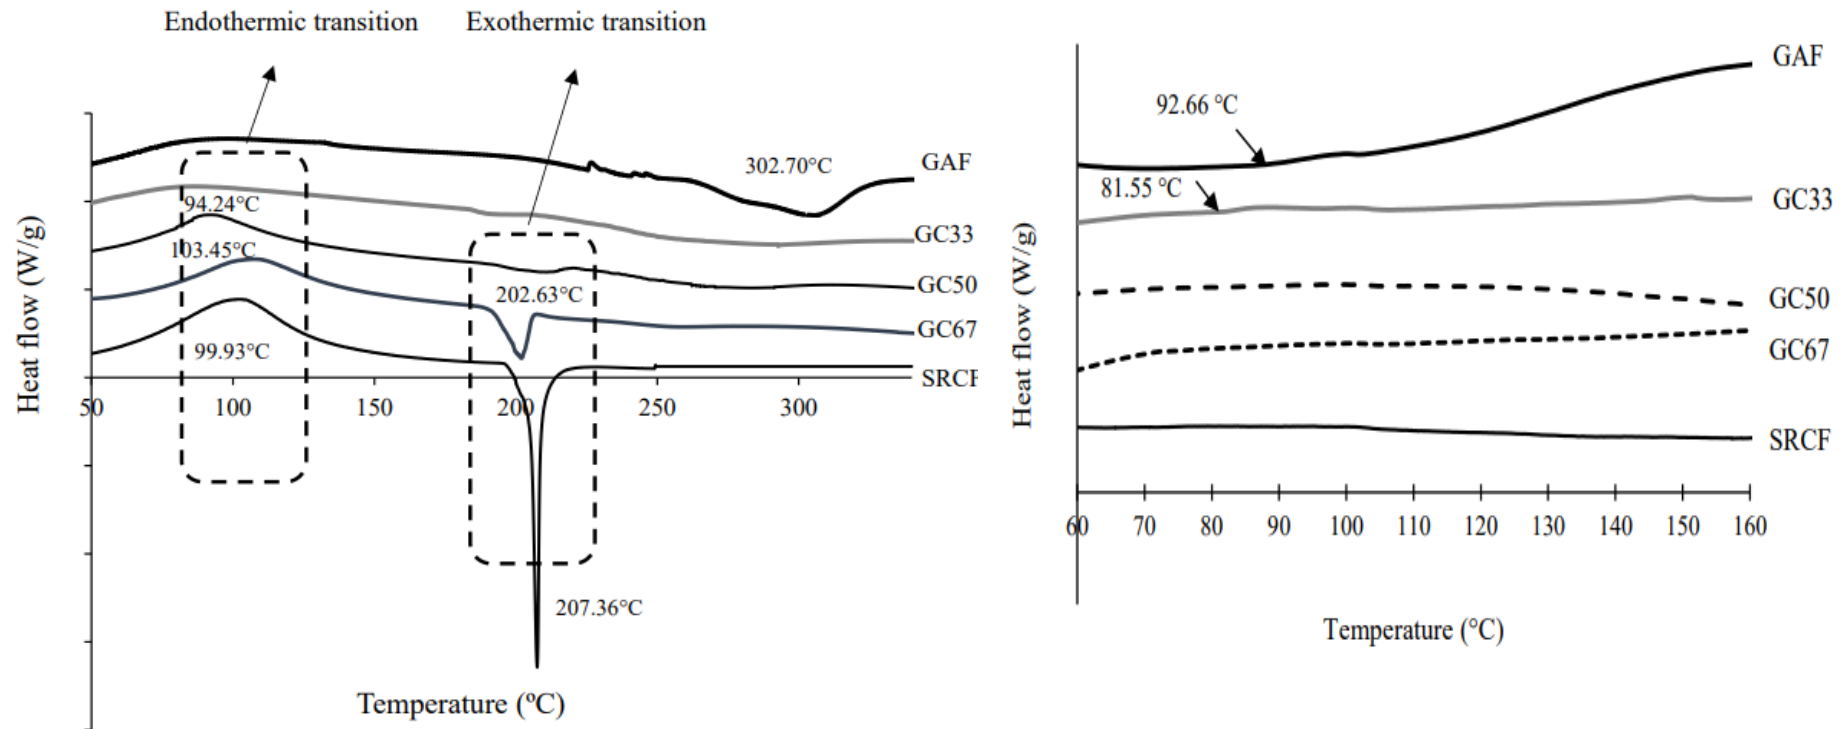 Endothermic transition
Exothermic transition
Heat flow (W/g)
GAF
302.70°C
94.24°C
GC33
103.45°C
GC50
202.63°C
GC67
99.93°C
SRCF
50 100 150 200 250 300
207.36°C
Temperature (ºC)
Heat flow (W/g)
GAF
92.66 °C
81.55 °C
GC33
GC50
GC67
SRCF
60 70 80 90 100 110 120 130 140 150 160
Temperature (°C)